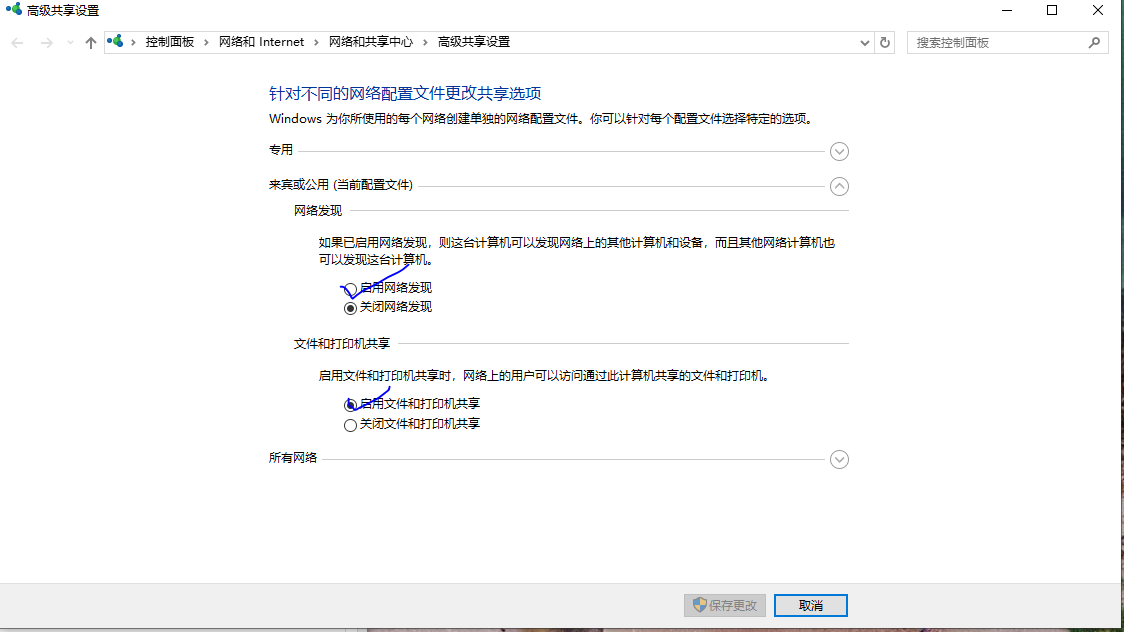 高级共享设置
控制面板 › 网络和 Internet › 网络和共享中心 › 高级共享设置
搜索控制面板
针对不同的网络配置文件更改共享选项
Windows 为你所使用的每个网络创建单独的网络配置文件。你可以针对每个配置文件选择特定的选项。
专用
来宾或公用 (当前配置文件)
网络发现
如果已启用网络发现，则这台计算机可以发现网络上的其他计算机和设备，而且其他网络计算机也
可以发现这台计算机。
启用网络发现
关闭网络发现
文件和打印机共享
启用文件和打印机共享时，网络上的用户可以访问通过此计算机共享的文件和打印机。
启用文件和打印机共享
关闭文件和打印机共享
所有网络
保存更改
取消